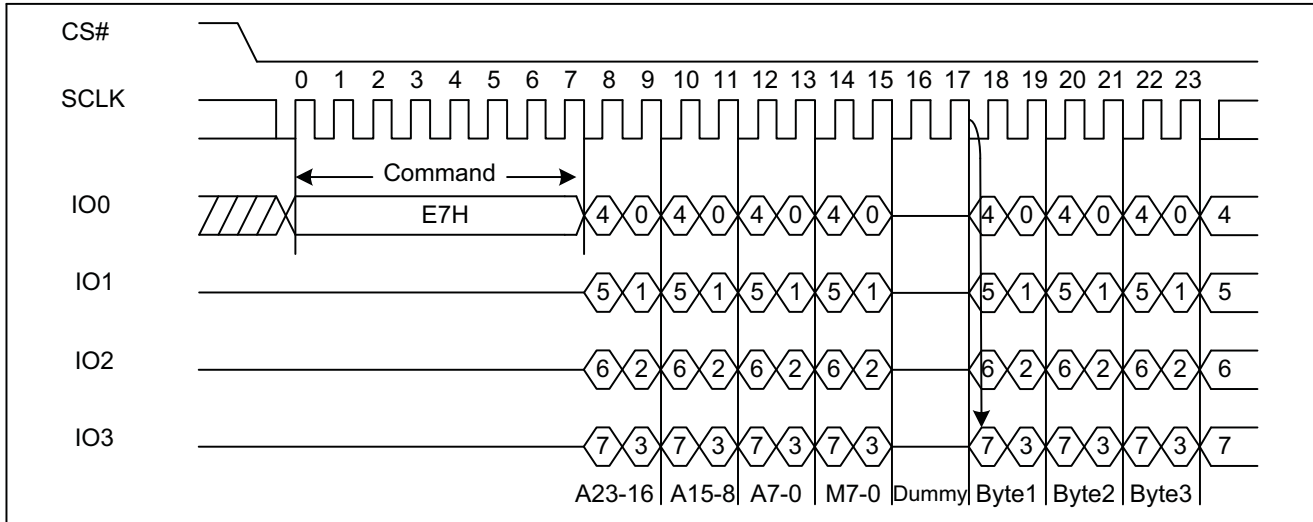 CS#
0 1 2 3 4 5 6 7 8 9 10 11 12 13 14 15 16 17 18 19 20 21 22 23
SCLK
Command
IO0 E7H 4 0 4 0 4 0 4 0 4 0 4 0 4 0 4
IO1 5 1 5 1 5 1 5 1 5 1 5 1 5 1 5
IO2 6 2 6 2 6 2 6 2 6 2 6 2 6 2 6
IO3 7 3 7 3 7 3 7 3 7 3 7 3 7 3 7
A23-16 A15-8 A7-0 M7-0 Dummy Byte1 Byte2 Byte3